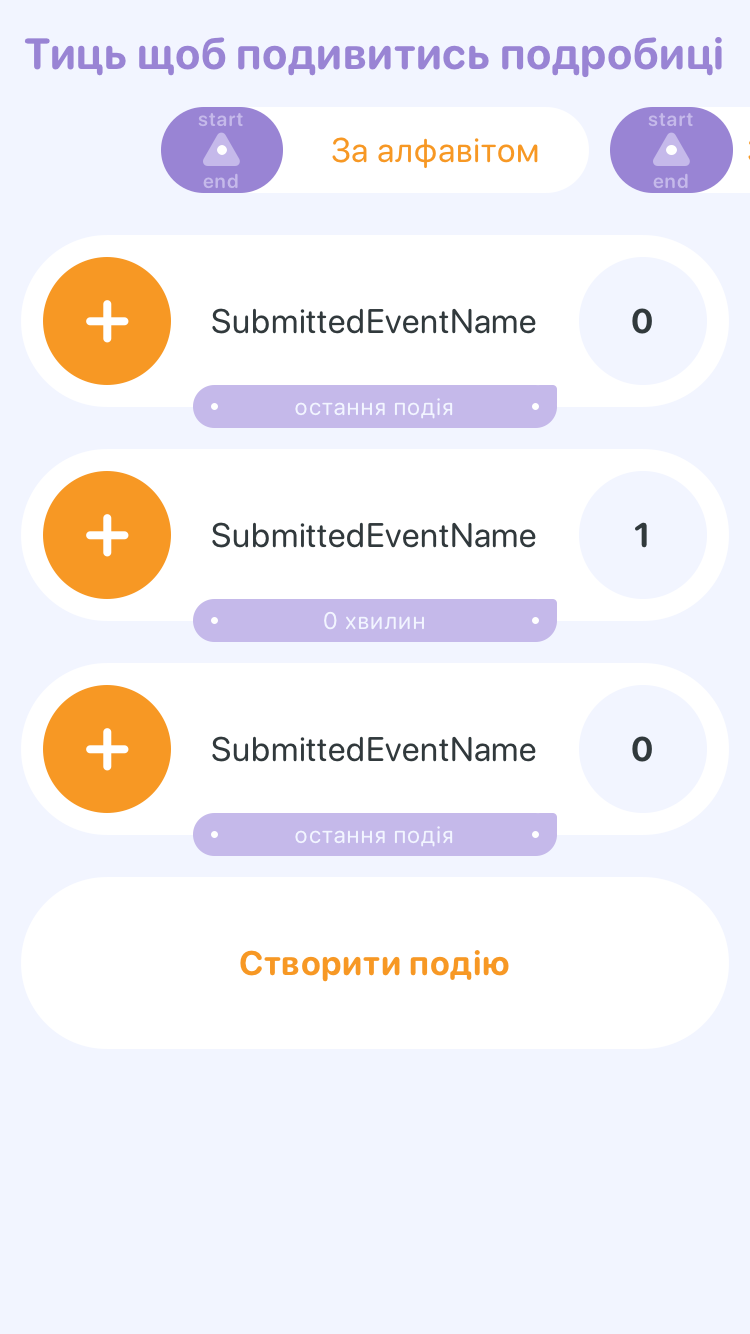 Тиць щоб подивитись подробиці
start
end
За алфавітом
start
end
SubmittedEventName
0
остання подія
SubmittedEventName
1
0 хвилин
SubmittedEventName
0
остання подія
Створити подію